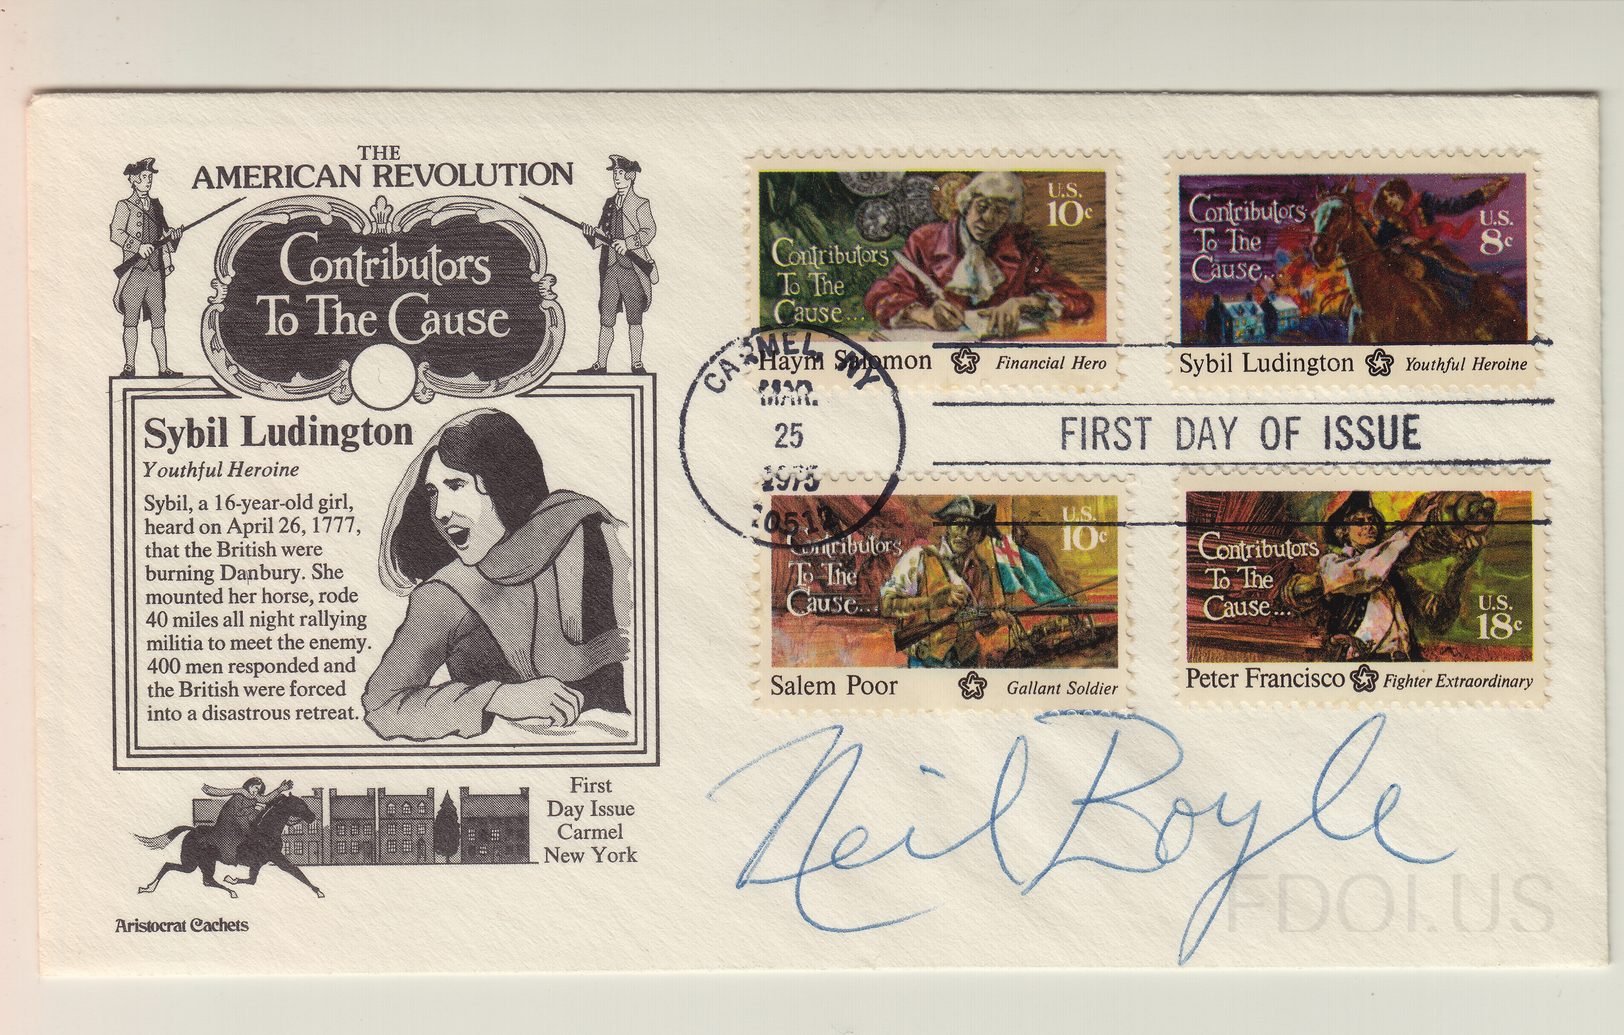 THE
AMERICAN REVOLUTION
Contributors
To The Cause
Sybil Ludington
Youthful Heroine
Sybil, a 16-year-old girl,
heard on April 26, 1777,
that the British were
burning Danbury. She
mounted her horse, rode
40 miles all night rallying
militia to meet the enemy.
400 men responded and
the British were forced
into a disastrous retreat.
First
Day Issue
Carmel
New York
Aristocrat Cachets
U.S.
10c
Contributors
To The
Cause...
Haym Salomon Financial Hero
Contributors
To The
Cause...
U.S.
8c
Sybil Ludington Youthful Heroine
CARMEL, NY
MAR.
25
1975
10512
FIRST DAY OF ISSUE
U.S.
10c
Contributors
To The
Cause...
Salem Poor Gallant Soldier
Contributors
To The
Cause...
U.S.
18c
Peter Francisco Fighter Extraordinary
Neil Boyle
FDOI.US